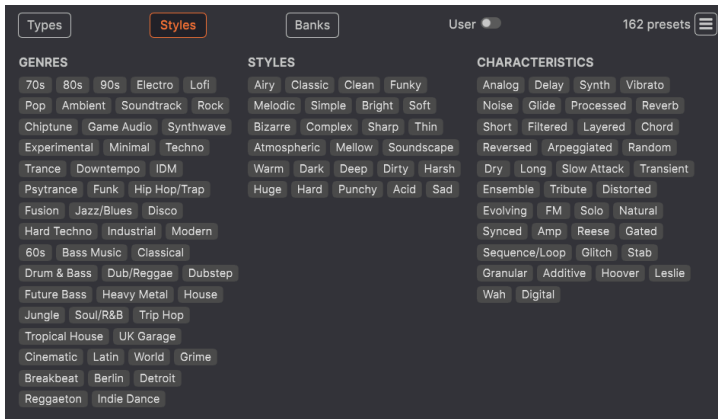 Types Styles Banks User 162 presets
GENRES
70s 80s 90s Electro Lofi
Pop Ambient Soundtrack Rock
Chiptune Game Audio Synthwave
Experimental Minimal Techno
Trance Downtempo IDM
Psytrance Funk Hip Hop/Trap
Fusion Jazz/Blues Disco
Hard Techno Industrial Modern
60s Bass Music Classical
Drum & Bass Dub/Reggae Dubstep
Future Bass Heavy Metal House
Jungle Soul/R&B Trip Hop
Tropical House UK Garage
Cinematic Latin World Grime
Breakbeat Berlin Detroit
Reggaeton Indie Dance
STYLES
Airy Classic Clean Funky
Melodic Simple Bright Soft
Bizarre Complex Sharp Thin
Atmospheric Mellow Soundscape
Warm Dark Deep Dirty Harsh
Huge Hard Punchy Acid Sad
CHARACTERISTICS
Analog Delay Synth Vibrato
Noise Glide Processed Reverb
Short Filtered Layered Chord
Reversed Arpeggiated Random
Dry Long Slow Attack Transient
Ensemble Tribute Distorted
Evolving FM Solo Natural
Synced Amp Reese Gated
Sequence/Loop Glitch Stab
Granular Additive Hoover Leslie
Wah Digital